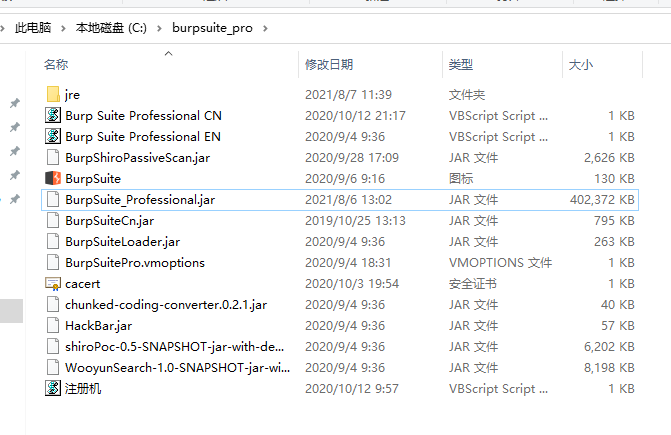 此电脑 > 本地磁盘 (C:) > burpsuite_pro >
名称 修改日期 类型 大小
jre 2021/8/7 11:39 文件夹
Burp Suite Professional CN 2020/10/12 21:17 VBScript Script ... 1 KB
Burp Suite Professional EN 2020/9/4 9:36 VBScript Script ... 1 KB
BurpShiroPassiveScan.jar 2020/9/28 17:09 JAR 文件 2,626 KB
BurpSuite 2020/9/6 9:16 图标 130 KB
BurpSuite_Professional.jar 2021/8/6 13:02 JAR 文件 402,372 KB
BurpSuiteCn.jar 2019/10/25 13:13 JAR 文件 795 KB
BurpSuiteLoader.jar 2020/9/4 9:36 JAR 文件 263 KB
BurpSuitePro.vmoptions 2020/9/4 18:31 VMOPTIONS 文件 1 KB
cacert 2020/10/3 19:54 安全证书 1 KB
chunked-coding-converter.0.2.1.jar 2020/9/4 9:36 JAR 文件 40 KB
HackBar.jar 2020/9/4 9:36 JAR 文件 57 KB
shiroPoc-0.5-SNAPSHOT-jar-with-de... 2020/9/4 9:36 JAR 文件 6,202 KB
WooyunSearch-1.0-SNAPSHOT-jar-wi... 2020/9/4 9:36 JAR 文件 8,198 KB
注册机 2020/10/12 9:57 VBScript Script ... 1 KB